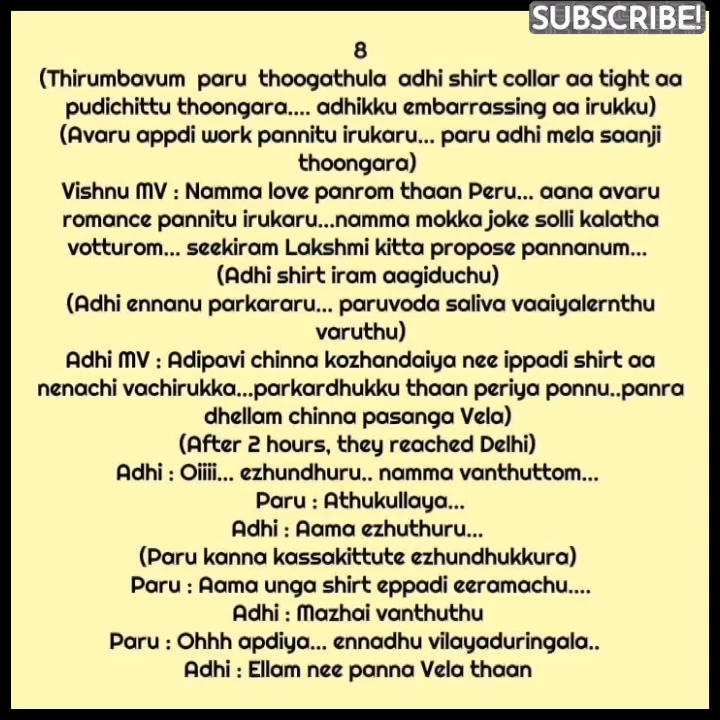 SUBSCRIBE!
8
(Thirumbavum paru thoogathula adhi shirt collar aa tight aa
pudichittu thoongara.... adhikku embarrassing aa irukku)
(Avaru appdi work pannitu irukaru... paru adhi mela saanji
thoongara)
Vishnu MV : Namma love panrom thaan Peru... aana avaru
romance pannitu irukaru...namma mokka joke solli kalatha
votturom... seekiram Lakshmi kitta propose pannanum...
(Adhi shirt iram aagiduchu)
(Adhi ennanu parkararu... paruvoda saliva vaaiyalernthu
varuthu)
Adhi MV : Adipavi chinna kozhandaiya nee ippadi shirt aa
nenachi vachirukka...parkardhukku thaan periya ponnu..panra
dhellam chinna pasanga Vela)
(After 2 hours, they reached Delhi)
Adhi : Oiiii... ezhundhuru.. namma vanthuttom...
Paru : Athukullaya...
Adhi : Aama ezhuthuru...
(Paru kanna kassakittute ezhundhukkura)
Paru : Aama unga shirt eppadi eeramachu....
Adhi : Mazhai vanthuthu
Paru : Ohhh apdiya... ennadhu vilayaduringala..
Adhi : Ellam nee panna Vela thaan